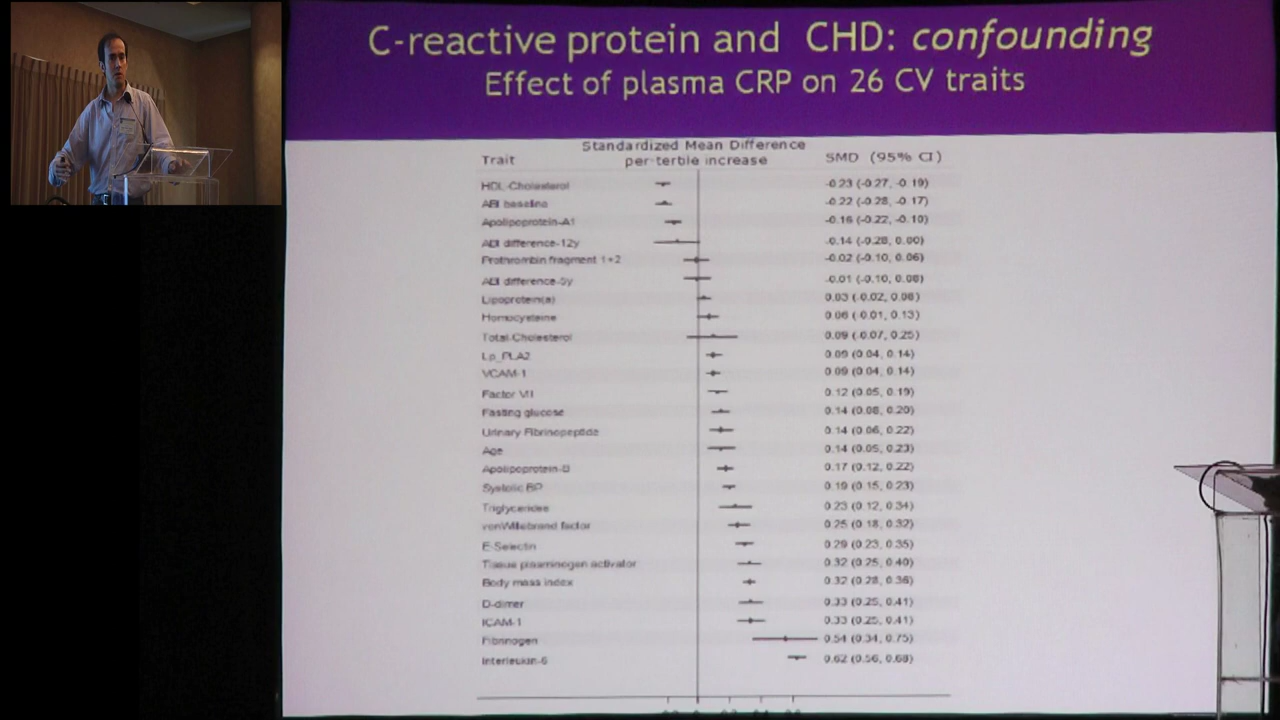 C-reactive protein and CHD: confounding
Effect of plasma CRP on 26 CV traits
Standardized Mean Difference
Trait per tertile increase SMD (95% CI)
HDL-Cholesterol -0.23 (-0.27, -0.19)
ABI baseline -0.22 (-0.28, -0.17)
Apolipoprotein-A1 -0.16 (-0.22, -0.10)
ABI difference-12y -0.14 (-0.28, 0.00)
Prothrombin fragment 1+2 -0.02 (-0.10, 0.06)
ABI difference-5y -0.01 (-0.10, 0.08)
Lipoprotein(a) 0.03 (-0.02, 0.08)
Homocysteine 0.06 (-0.01, 0.13)
Total-Cholesterol 0.09 (-0.07, 0.25)
Lp_PLA2 0.09 (0.04, 0.14)
VCAM-1 0.09 (0.04, 0.14)
Factor VII 0.12 (0.05, 0.19)
Fasting glucose 0.14 (0.08, 0.20)
Urinary Fibrinopeptide 0.14 (0.06, 0.22)
Age 0.14 (0.05, 0.23)
Apolipoprotein-B 0.17 (0.12, 0.22)
Systolic BP 0.19 (0.15, 0.23)
Triglycerides 0.23 (0.12, 0.34)
vonWillebrand factor 0.25 (0.18, 0.32)
E-Selectin 0.29 (0.23, 0.35)
Tissue plasminogen activator 0.32 (0.25, 0.40)
Body mass index 0.32 (0.28, 0.36)
D-dimer 0.33 (0.25, 0.41)
ICAM-1 0.33 (0.25, 0.41)
Fibrinogen 0.54 (0.34, 0.75)
Interleukin-6 0.62 (0.56, 0.68)